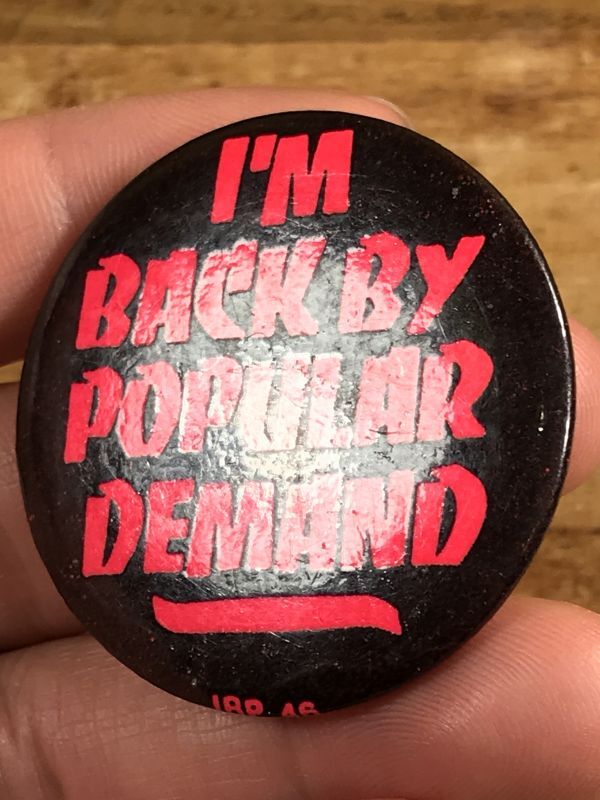 I'M
BACK BY
POPULAR
DEMAND